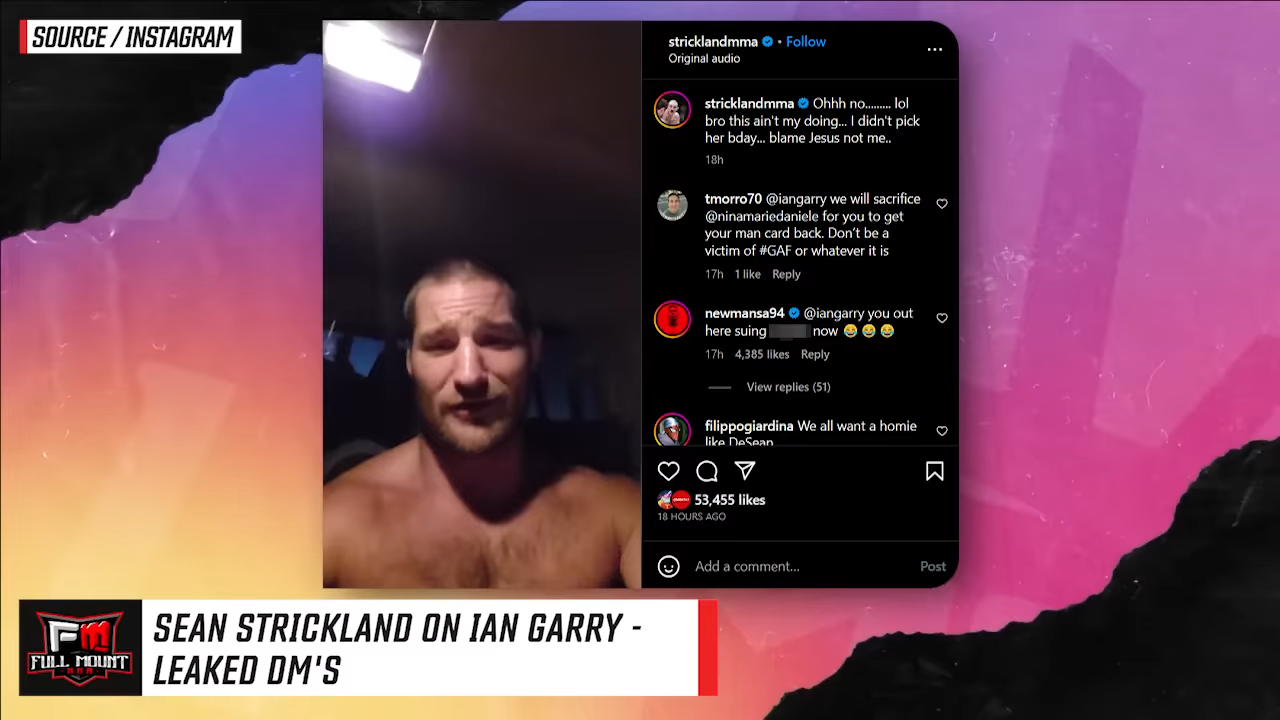 SOURCE / INSTAGRAM
stricklandmma • Follow
Original audio
stricklandmma Ohhh no......... lol
bro this ain't my doing... I didn't pick
her bday... blame Jesus not me..
18h
tmorro70 @iangarry we will sacrifice
@ninamariedaniele for you to get
your man card back. Don't be a
victim of #GAF or whatever it is
17h 1 like Reply
newmansa94 @iangarry you out
here suing now 😂 😂 😂
17h 4,385 likes Reply
View replies (51)
filippogiardina We all want a homie
like DeSean
53,455 likes
18 HOURS AGO
Add a comment... Post
FM
FULL MOUNT
SEAN STRICKLAND ON IAN GARRY -
LEAKED DM'S